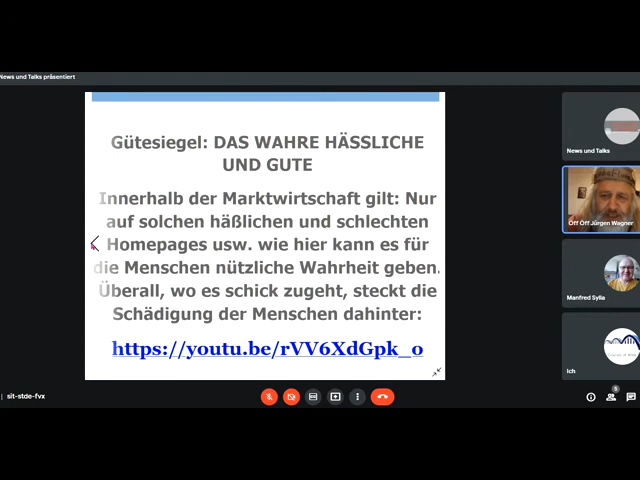 News und Talks präsentiert
Gütesiegel: DAS WAHRE HÄSSLICHE
UND GUTE
Innerhalb der Marktwirtschaft gilt: Nur
auf solchen häßlichen und schlechten
Homepages usw. wie hier kann es für
die Menschen nützliche Wahrheit geben.
Überall, wo es schick zugeht, steckt die
Schädigung der Menschen dahinter:
https://youtu.be/rVV6XdGpk_o
News und Talks
Öff Öff Jürgen Wagner
Manfred Sylla
Ich
sit-stde-fvx
5